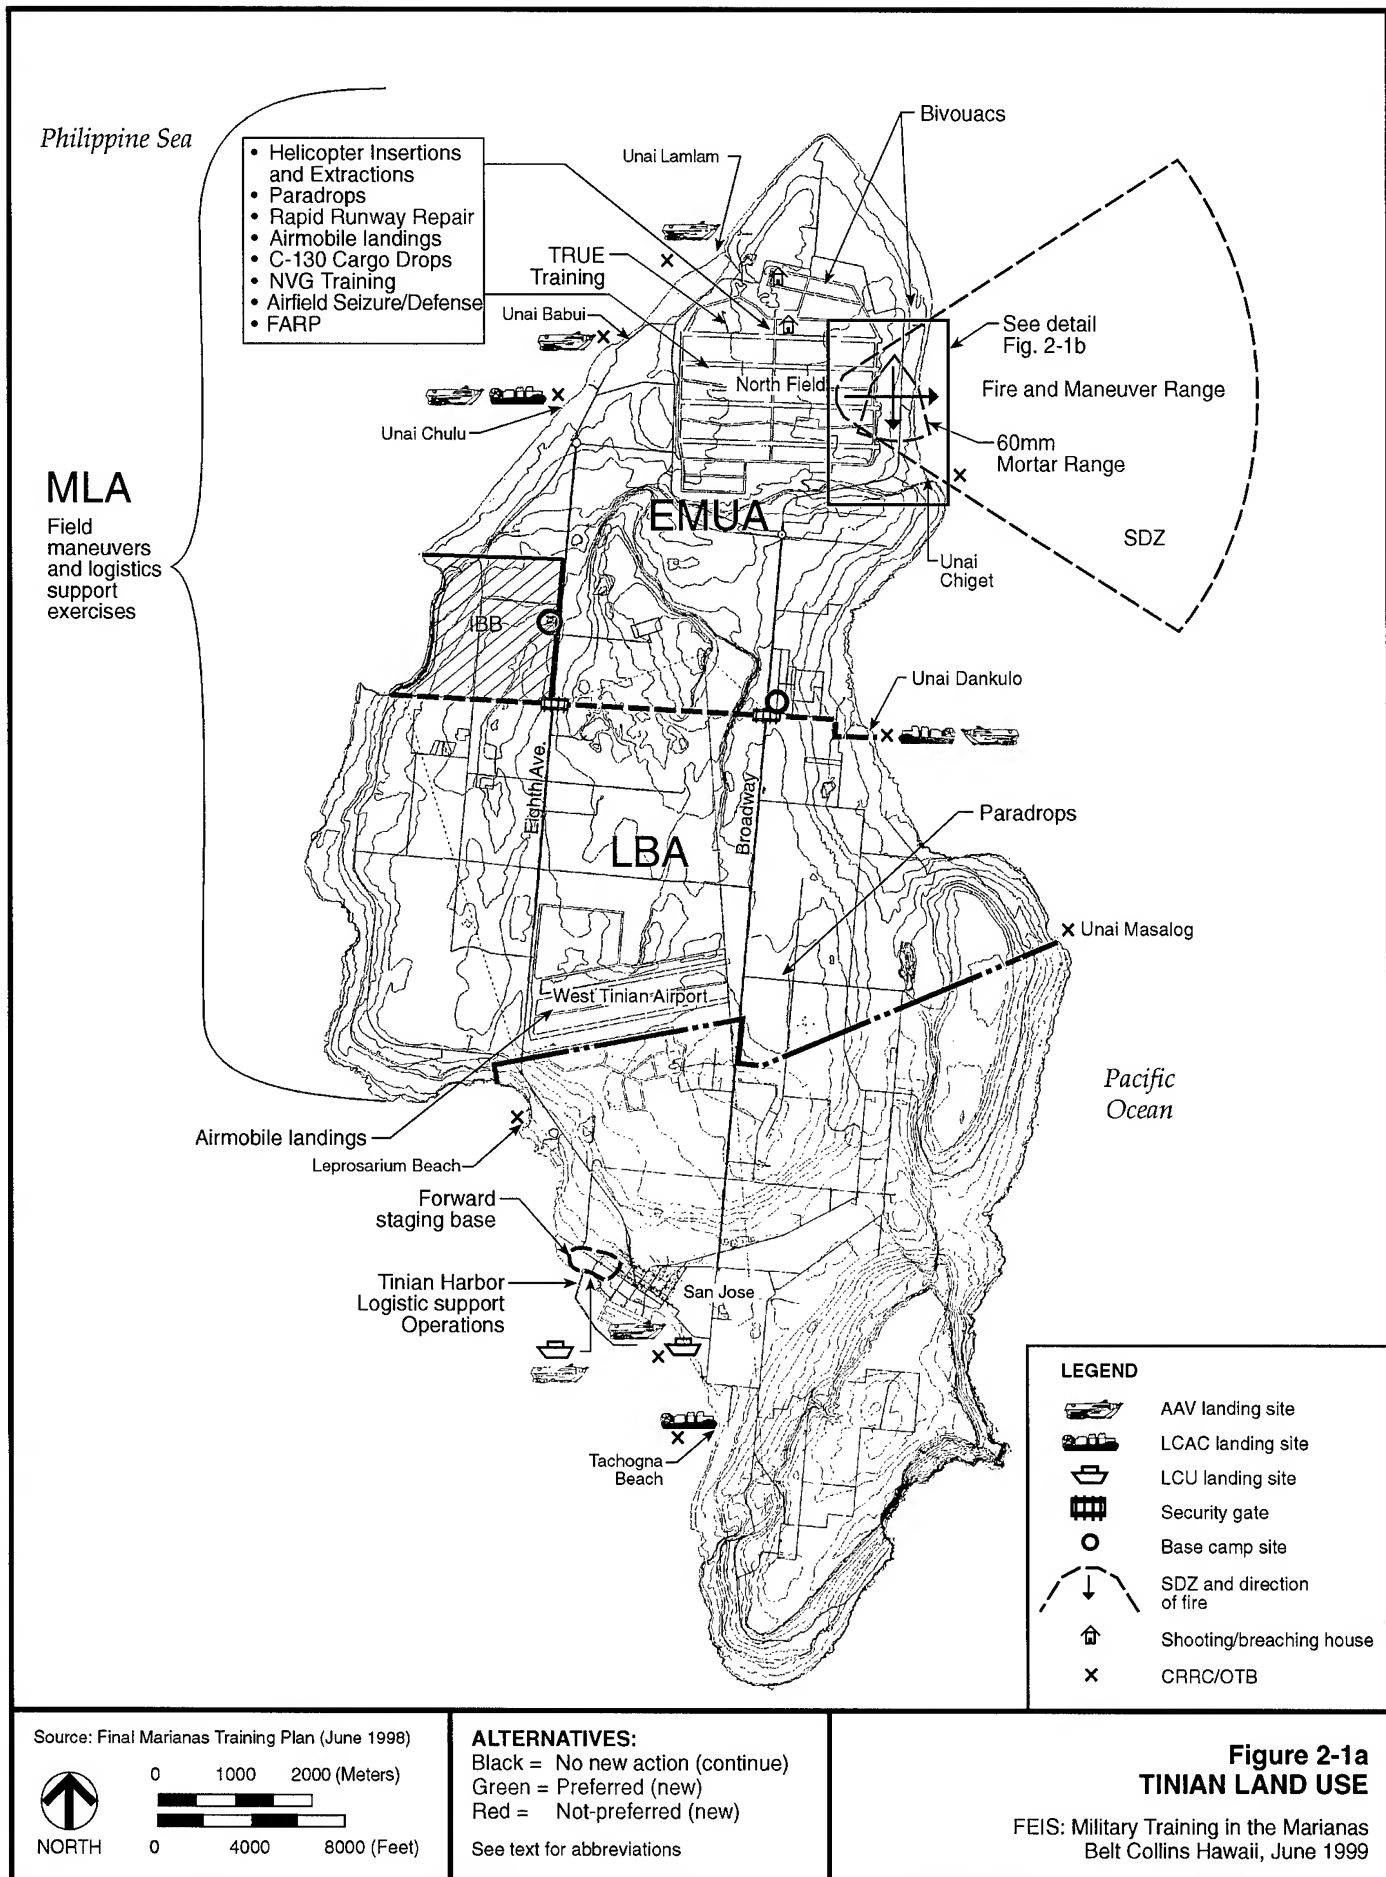 Philippine Sea
• Helicopter Insertions
and Extractions
• Paradrops
• Rapid Runway Repair
• Airmobile landings
• C-130 Cargo Drops
• NVG Training
• Airfield Seizure/Defense
• FARP
Unai Lamlam
Bivouacs
TRUE
Training
Unai Babui
See detail
Fig. 2-1b
North Field
Fire and Maneuver Range
Unai Chulu
60mm
Mortar Range
MLA
Field
maneuvers
and logistics
support
exercises
EMUA
SDZ
Unai
Chiget
IBB
Unai Dankulo
Eighth Ave.
Broadway
Paradrops
LBA
Unai Masalog
West Tinian Airport
Pacific
Ocean
Airmobile landings
Leprosarium Beach
Forward
staging base
Tinian Harbor
Logistic support
Operations
San Jose
Tachogna
Beach
LEGEND
AAV landing site
LCAC landing site
LCU landing site
Security gate
Base camp site
SDZ and direction
of fire
Shooting/breaching house
CRRC/OTB
Source: Final Marianas Training Plan (June 1998)
NORTH
0 1000 2000 (Meters)
0 4000 8000 (Feet)
ALTERNATIVES:
Black = No new action (continue)
Green = Preferred (new)
Red = Not-preferred (new)
See text for abbreviations
Figure 2-1a
TINIAN LAND USE
FEIS: Military Training in the Marianas
Belt Collins Hawaii, June 1999